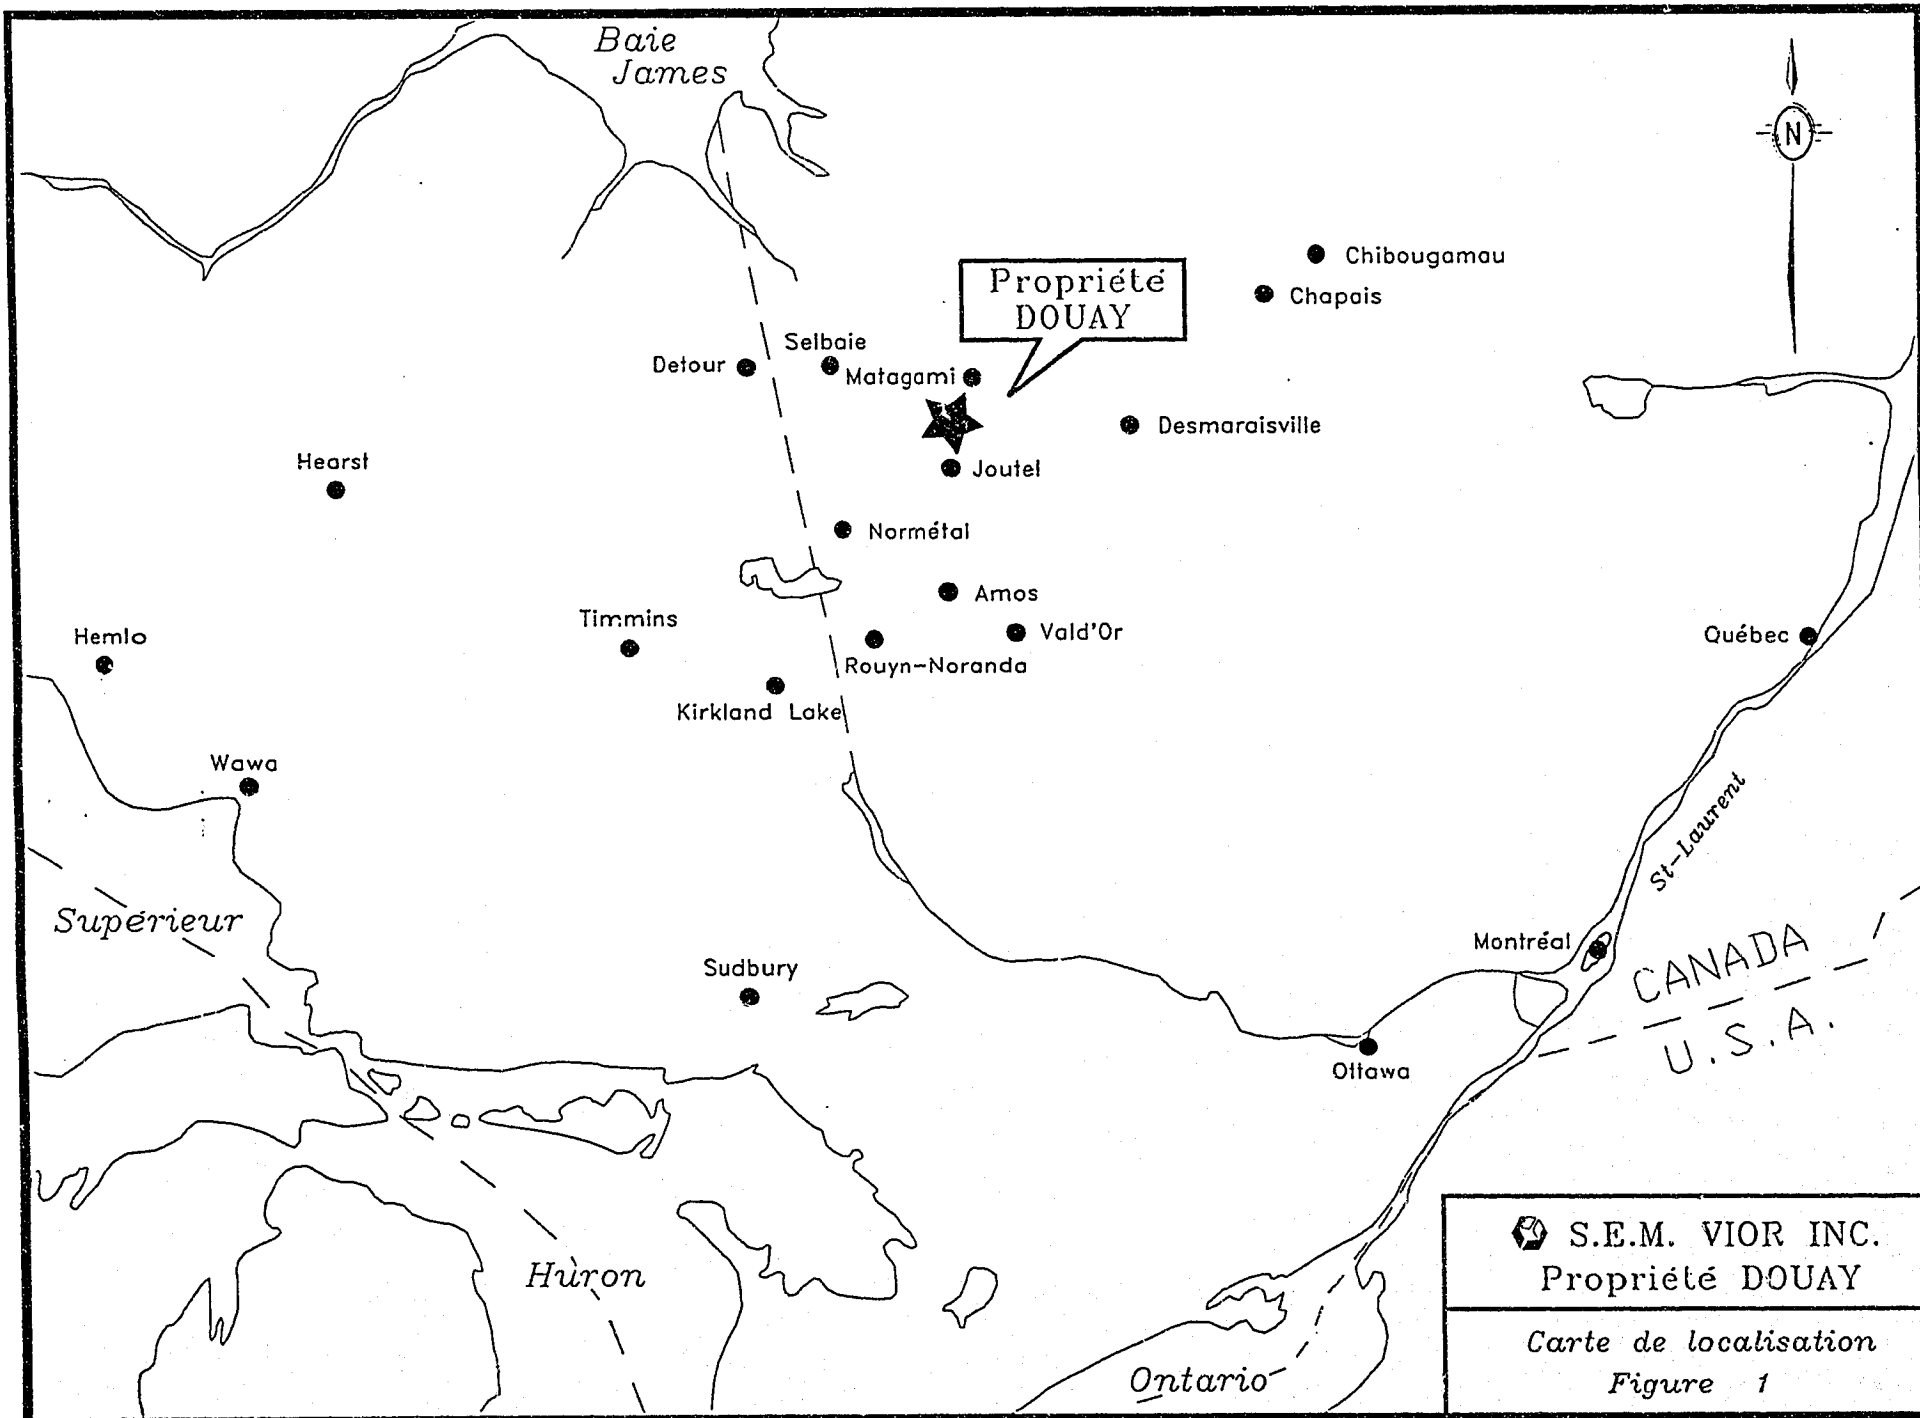 Baie
James
N
Chibougamau
Propriété
DOUAY
Chapais
Selbaie
Detour
Matagami
Desmaraisville
Hearst
Joutel
Normétal
Amos
Timmins
Vald'Or
Hemlo
Québec
Rouyn-Noranda
Kirkland Lake
Wawa
St-Laurent
Supérieur
Montréal
CANADA
Sudbury
U.S.A.
Ottawa
Huron
S.E.M. VIOR INC.
Propriété DOUAY
Carte de localisation
Ontario
Figure 1